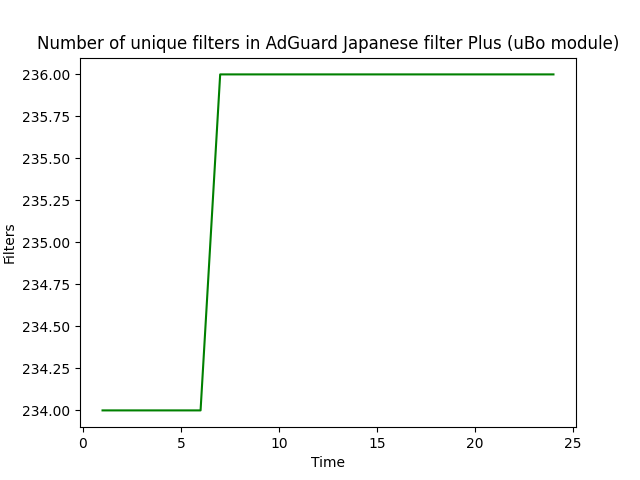 Number of unique filters in AdGuard Japanese filter Plus (uBo module)
236.00
235.75
235.50
235.25
235.00
234.75
234.50
234.25
234.00
Filters
0 5 10 15 20 25
Time